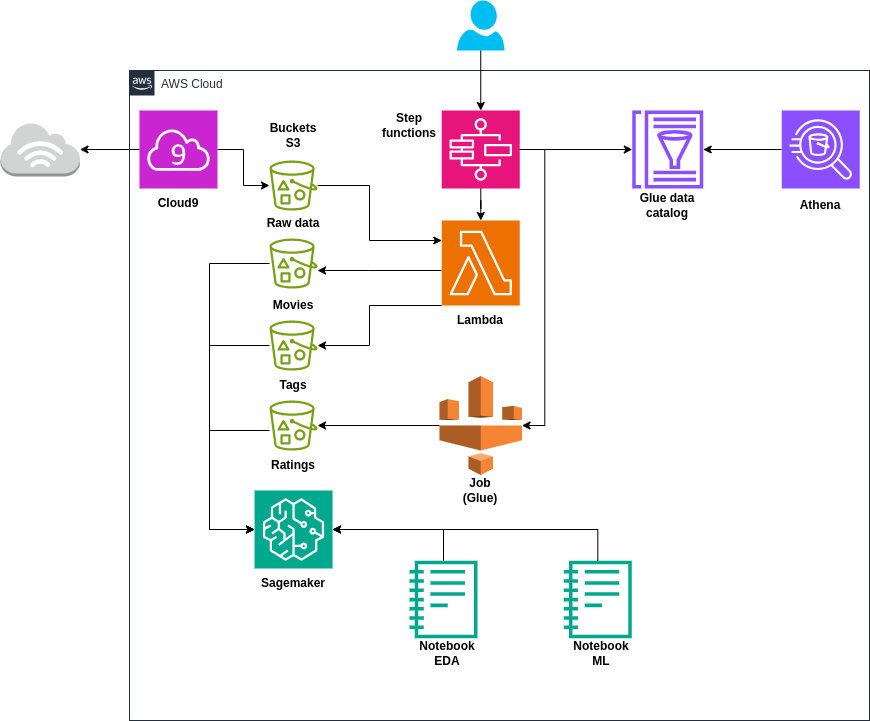 aws
AWS Cloud
Step
functions
Buckets
S3
9
Cloud9
Raw data
Glue data
catalog
Athena
Movies
Lambda
Tags
Ratings
Job
(Glue)
Sagemaker
Notebook
EDA
Notebook
ML